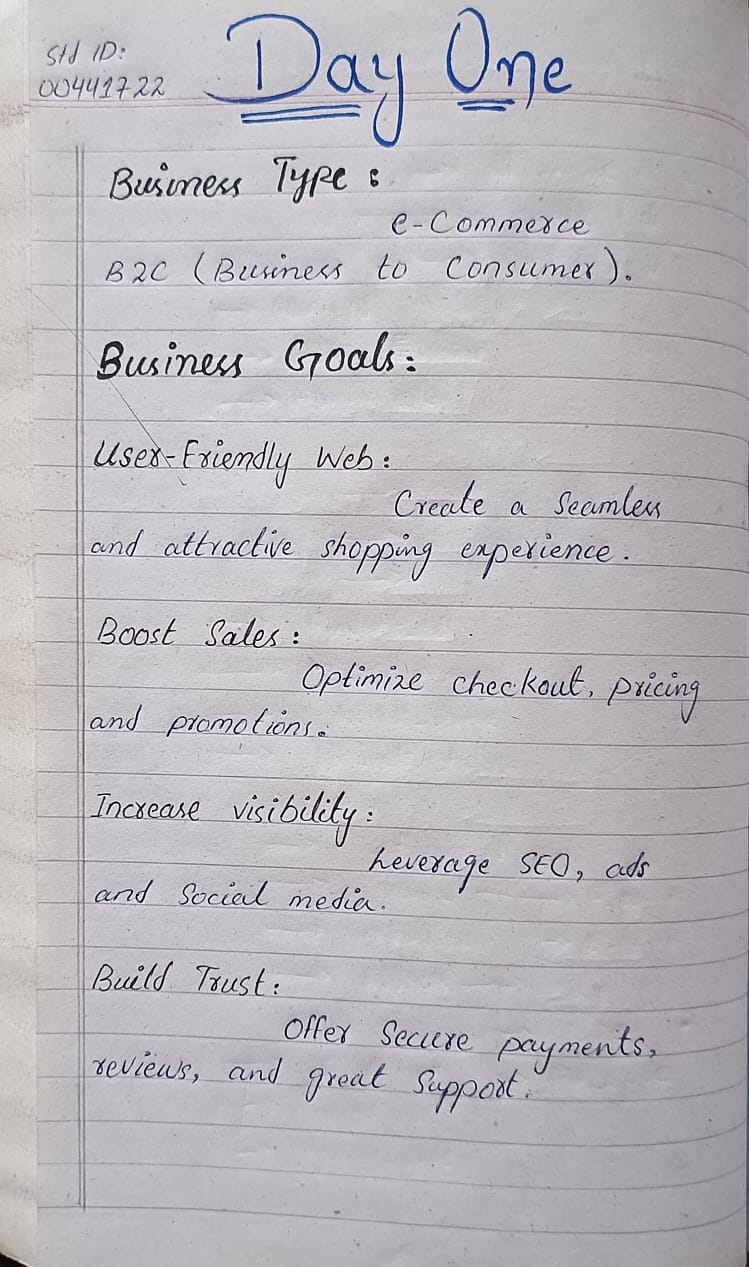 Std ID:
00441722
Day One
Business Type:
e-Commerce
B2C (Business to Consumer).
Business Goals:
User-Friendly Web:
Create a Seamless
and attractive shopping experience.
Boost Sales:
Optimize checkout, pricing
and promotions.
Increase visibility:
Leverage SEO, ads
and Social media.
Build Trust:
Offer Secure payments,
reviews, and great Support.